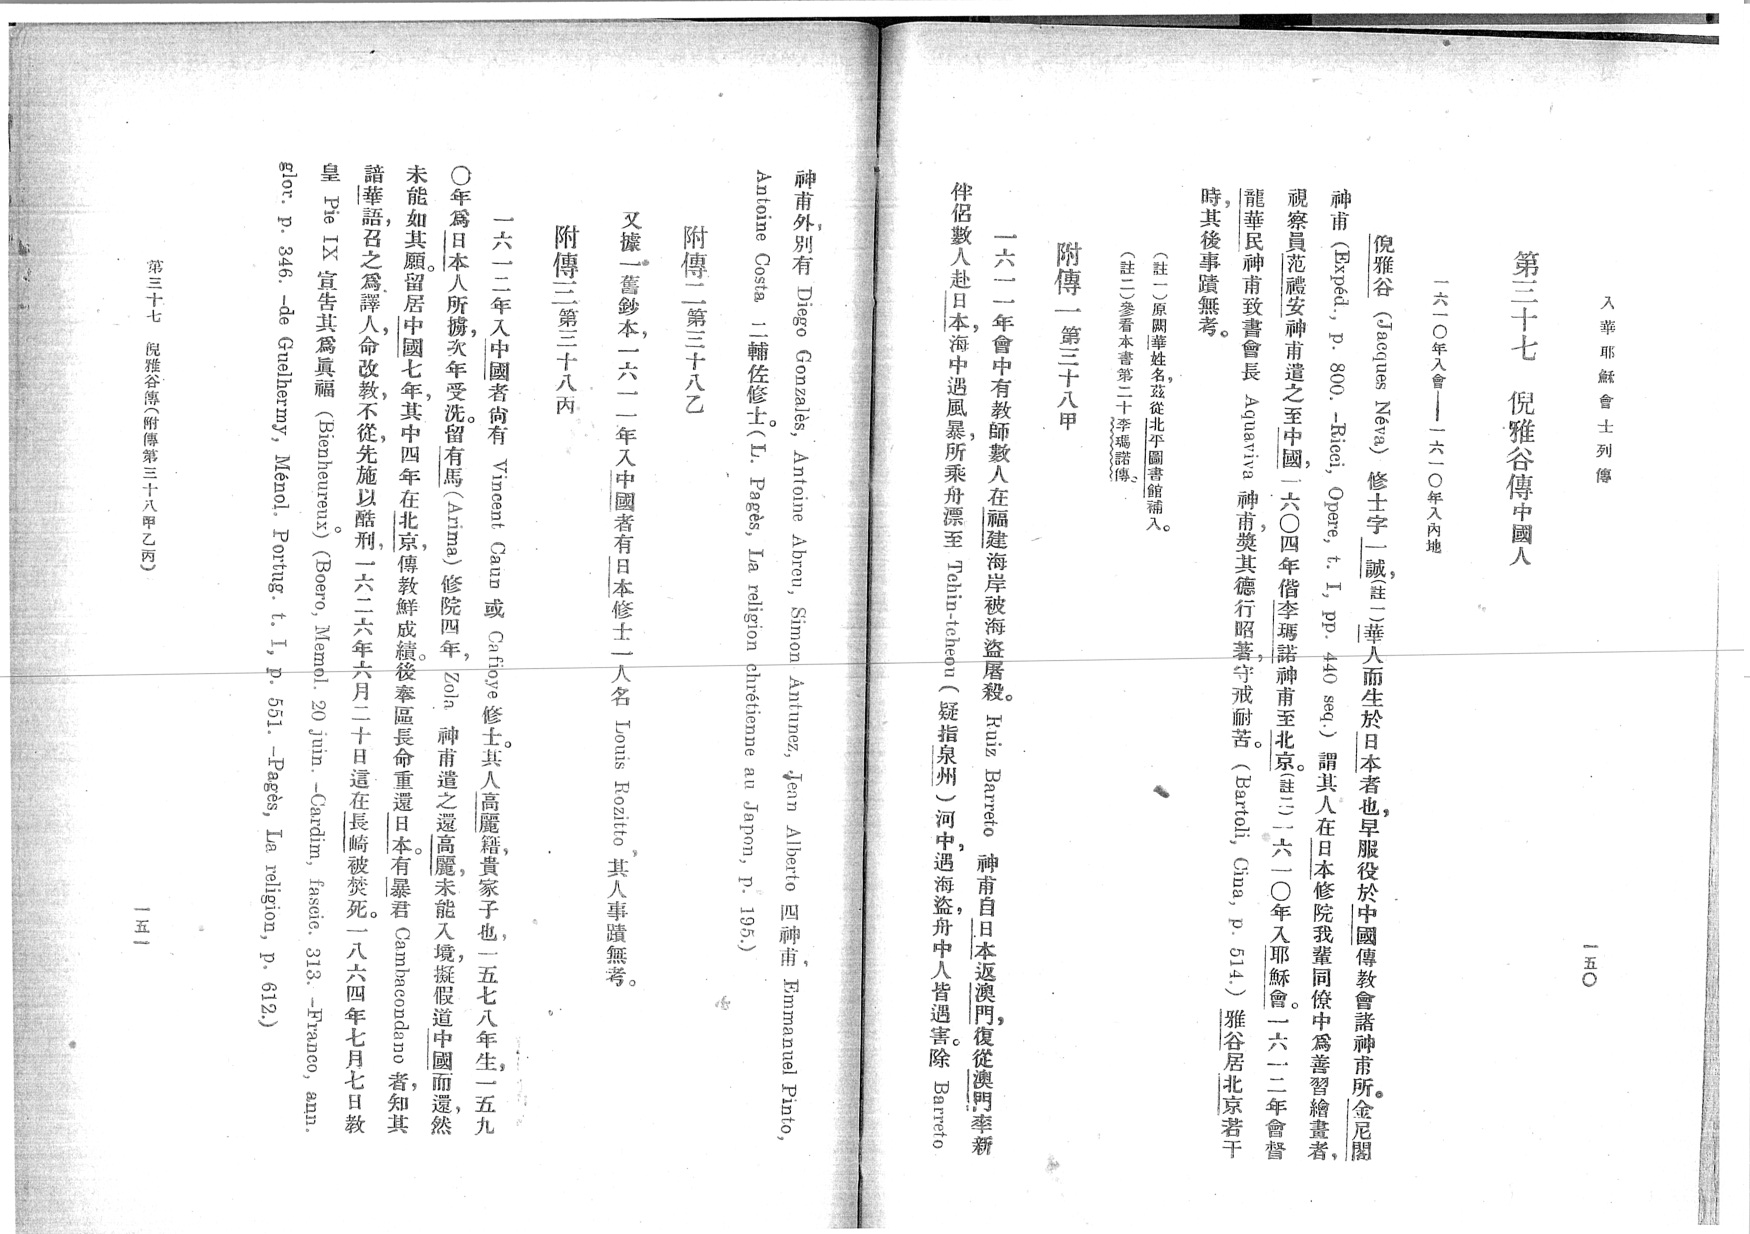 入華耶穌會士列傳
一五〇
第三十七 倪雅谷傳中國人
一六一〇年入會——一六一〇年入內地
倪雅谷 (Jacques Néva) 修士字一誠，(註一)華人而生於日本者也，早服役於中國傳教會諸神甫所。金尼閣
神甫 (Expéd., p. 800. –Ricci, Opere, t. I, pp. 440 seq.) 謂其人在日本修院我輩同僚中爲善習繪畫者，
視察員范禮安神甫遣之至中國，一六〇四年偕李瑪諾神甫至北京。(註二)一六一〇年入耶穌會。一六一二年會督
龍華民神甫致書會長 Aquaviva 神甫，獎其德行昭著，守戒耐苦。(Bartoli, Cina, p. 514.) 雅谷居北京若干
時，其後事蹟無考。
(註一)原闕華姓名，茲從北平圖書館補入。
(註二)參看本書第二十李瑪諾傳。
附傳一第三十八甲
一六一一年會中有教師數人在福建海岸被海盜屠殺。Ruiz Barreto 神甫自日本返澳門，復從澳門率新
伴侶數人赴日本，海中遇風暴，所乘舟漂至 Tchin-tcheou (疑指泉州) 河中，遇海盜，舟中人皆遇害。除 Barreto
神甫外，別有 Diego Gonzalès, Antoine Abreu, Simon Antunez, Jean Alberto 四神甫，Emmanuel Pinto,
Antoine Costa 二輔佐修士。(L. Pagès, La religion chrétienne au Japon, p. 195.)
附傳二第三十八乙
又據一舊鈔本，一六一一年入中國者有日本修士一人名 Louis Rozitto，其人事蹟無考。
附傳三第三十八丙
一六一二年入中國者尙有 Vincent Caun 或 Cafioye 修士。其人高麗籍，貴家子也，一五七八年生，一五九
〇年爲日本人所擄，次年受洗。留有馬(Arima)修院四年，Zola 神甫遣之還高麗，未能入境，擬假道中國而還，然
未能如其願。留居中國七年，其中四年在北京，傳教鮮成績。後奉區長命重還日本。有暴君 Cambacondano 者，知其
諳華語，召之爲譯人，命改教，不從，先施以酷刑，一六二六年六月二十日這在長崎被焚死。一八六四年七月七日教
皇 Pie IX 宣告其爲眞福 (Bienheureux)。(Boero, Memol. 20 juin. –Cardim, fascic. 313. –Franco, ann.
glor. p. 346. –de Guelhermy, Ménol. Portug. t. I, p. 551. –Pagès, La religion, p. 612.)
第三十七 倪雅谷傳(附傳第三十八甲乙丙)
一五一